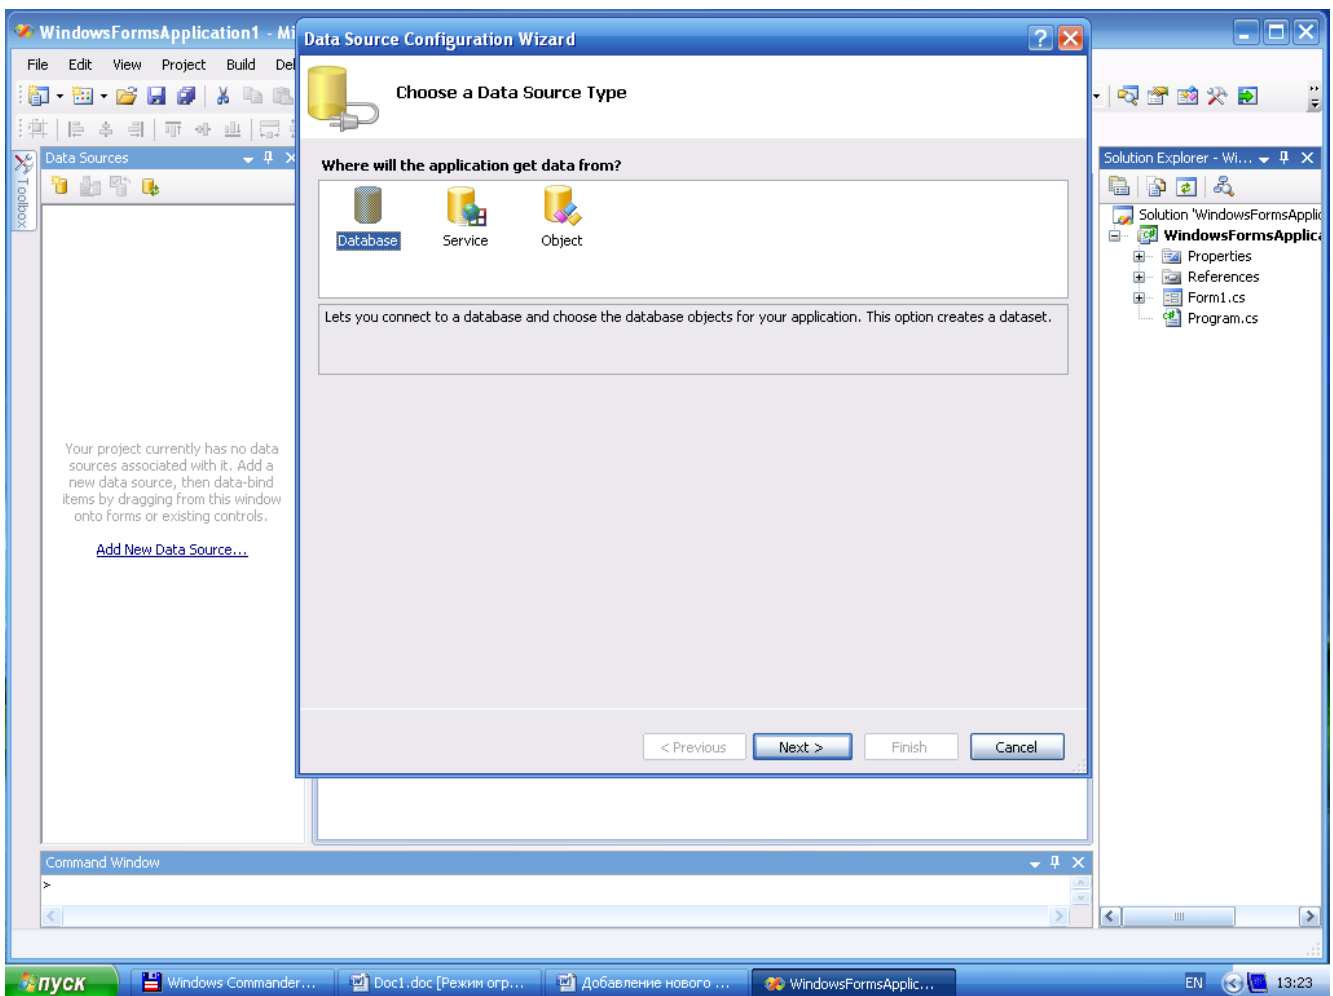 WindowsFormsApplication1 - Mi
Data Source Configuration Wizard
File Edit View Project Build Del
Choose a Data Source Type
Toolbox
Data Sources
Where will the application get data from?
Database Service Object
Lets you connect to a database and choose the database objects for your application. This option creates a dataset.
Your project currently has no data
sources associated with it. Add a
new data source, then data-bind
items by dragging from this window
onto forms or existing controls.
Add New Data Source...
< Previous Next > Finish Cancel
Solution Explorer - Wi...
Solution 'WindowsFormsApplic
WindowsFormsApplica
Properties
References
Form1.cs
Program.cs
Command Window
>
пуск Windows Commander... Doc1.doc [Режим огр... Добавление нового ... WindowsFormsApplic... EN 13:23